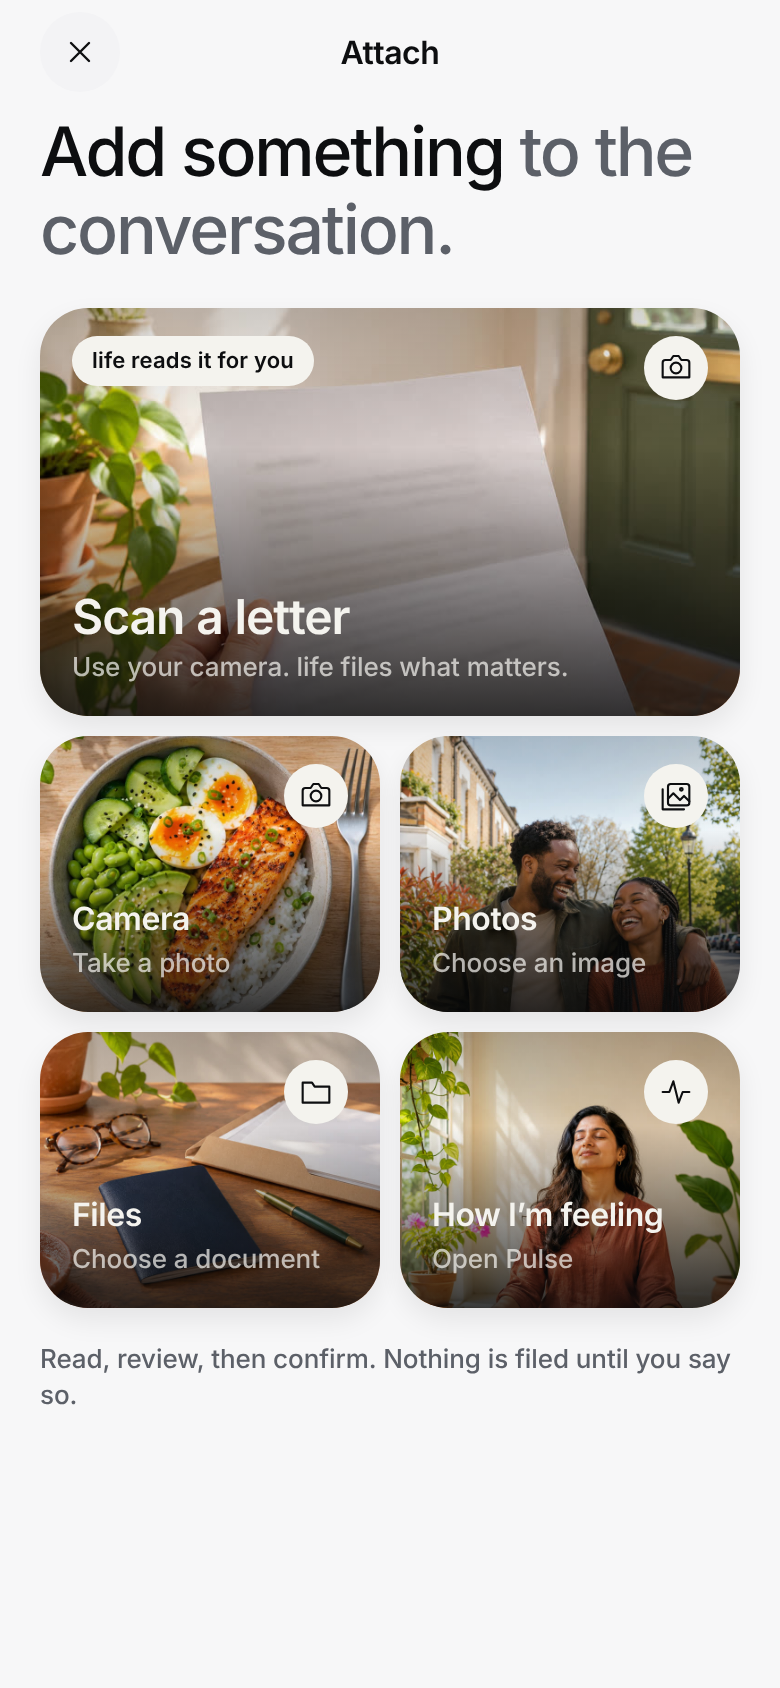 Attach
Add something to the
conversation.
life reads it for you
Scan a letter
Use your camera. life files what matters.
Camera
Take a photo
Photos
Choose an image
Files
Choose a document
How I’m feeling
Open Pulse
Read, review, then confirm. Nothing is filed until you say
so.